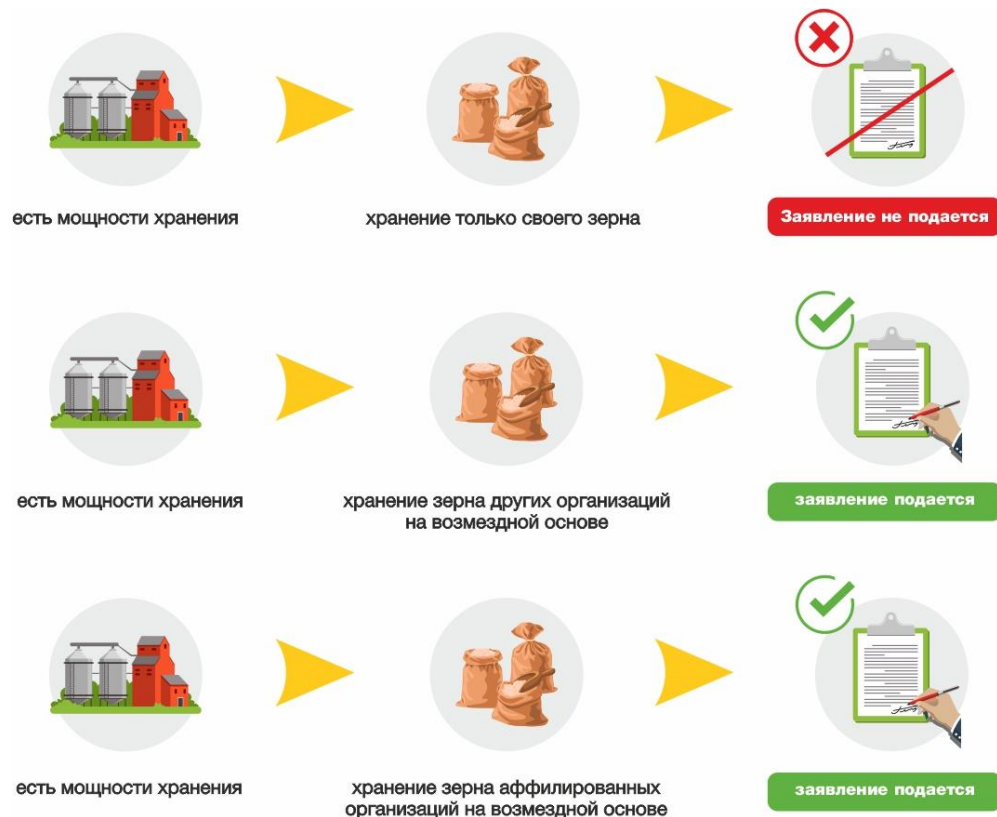 есть мощности хранения
хранение только своего зерна
Заявление не подается
есть мощности хранения
хранение зерна других организаций
на возмездной основе
заявление подается
есть мощности хранения
хранение зерна аффилированных
организаций на возмездной основе
заявление подается